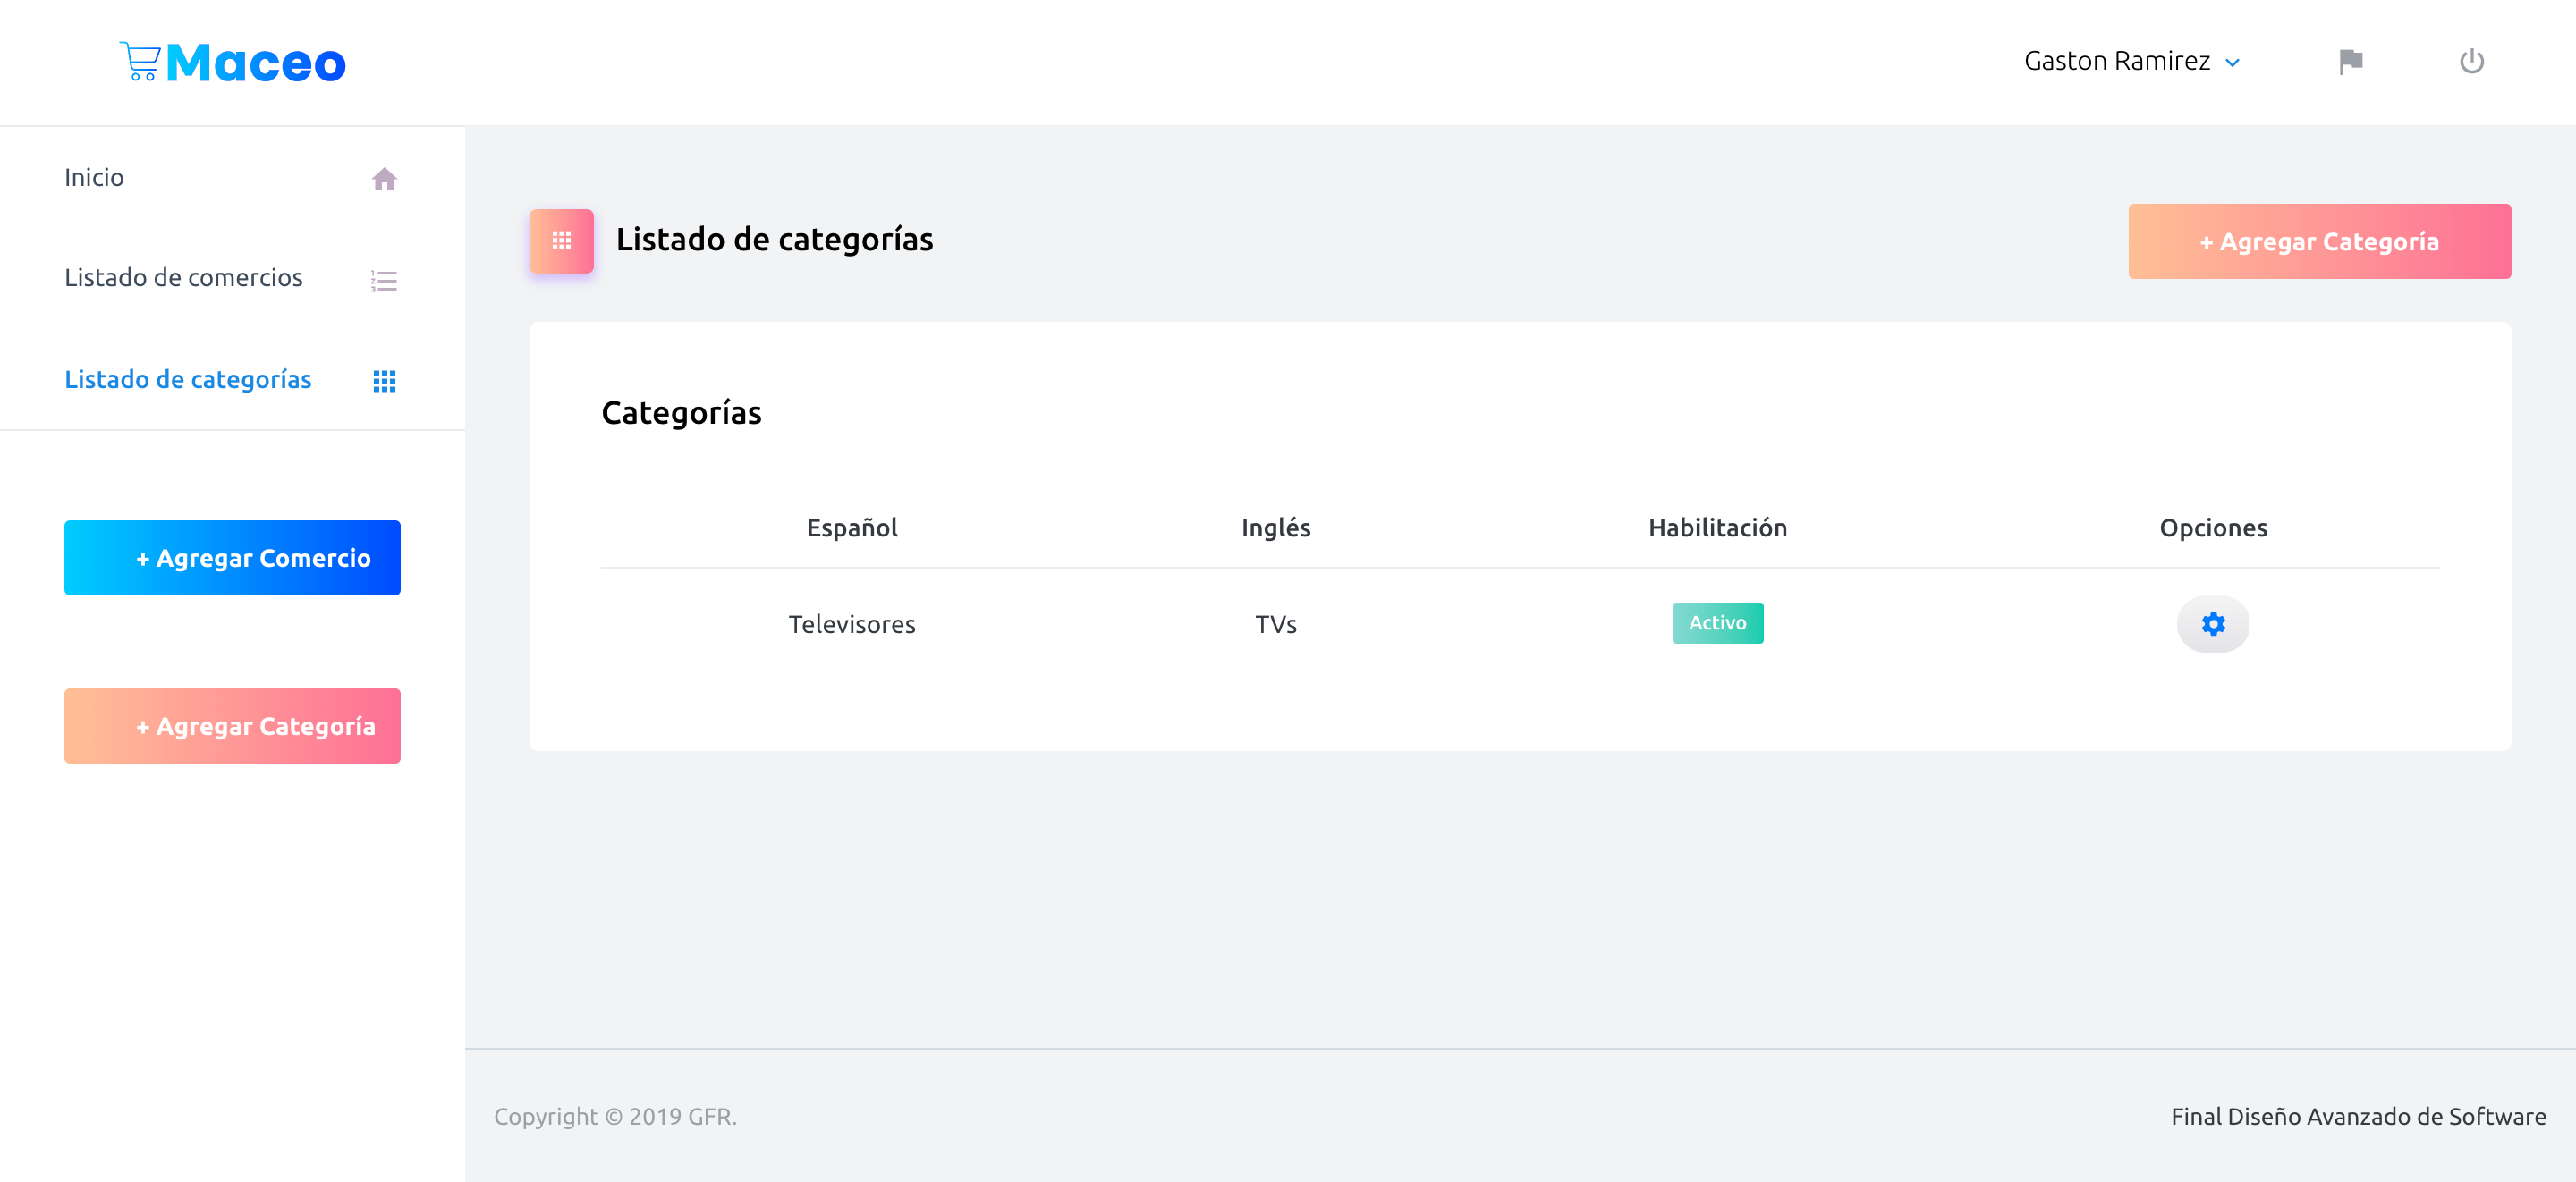 Maceo
Gaston Ramirez
Inicio
Listado de comercios
Listado de categorías
+ Agregar Comercio
+ Agregar Categoría
Listado de categorías
+ Agregar Categoría
Categorías
Español Inglés Habilitación Opciones
Televisores TVs Activo
Copyright © 2019 GFR.
Final Diseño Avanzado de Software